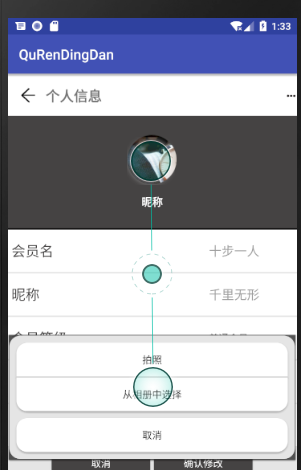 1:33
QuRenDingDan
个人信息
昵称
会员名 十步一人
昵称 千里无形
会员等级
拍照
从相册中选择
取消
取消 确认修改